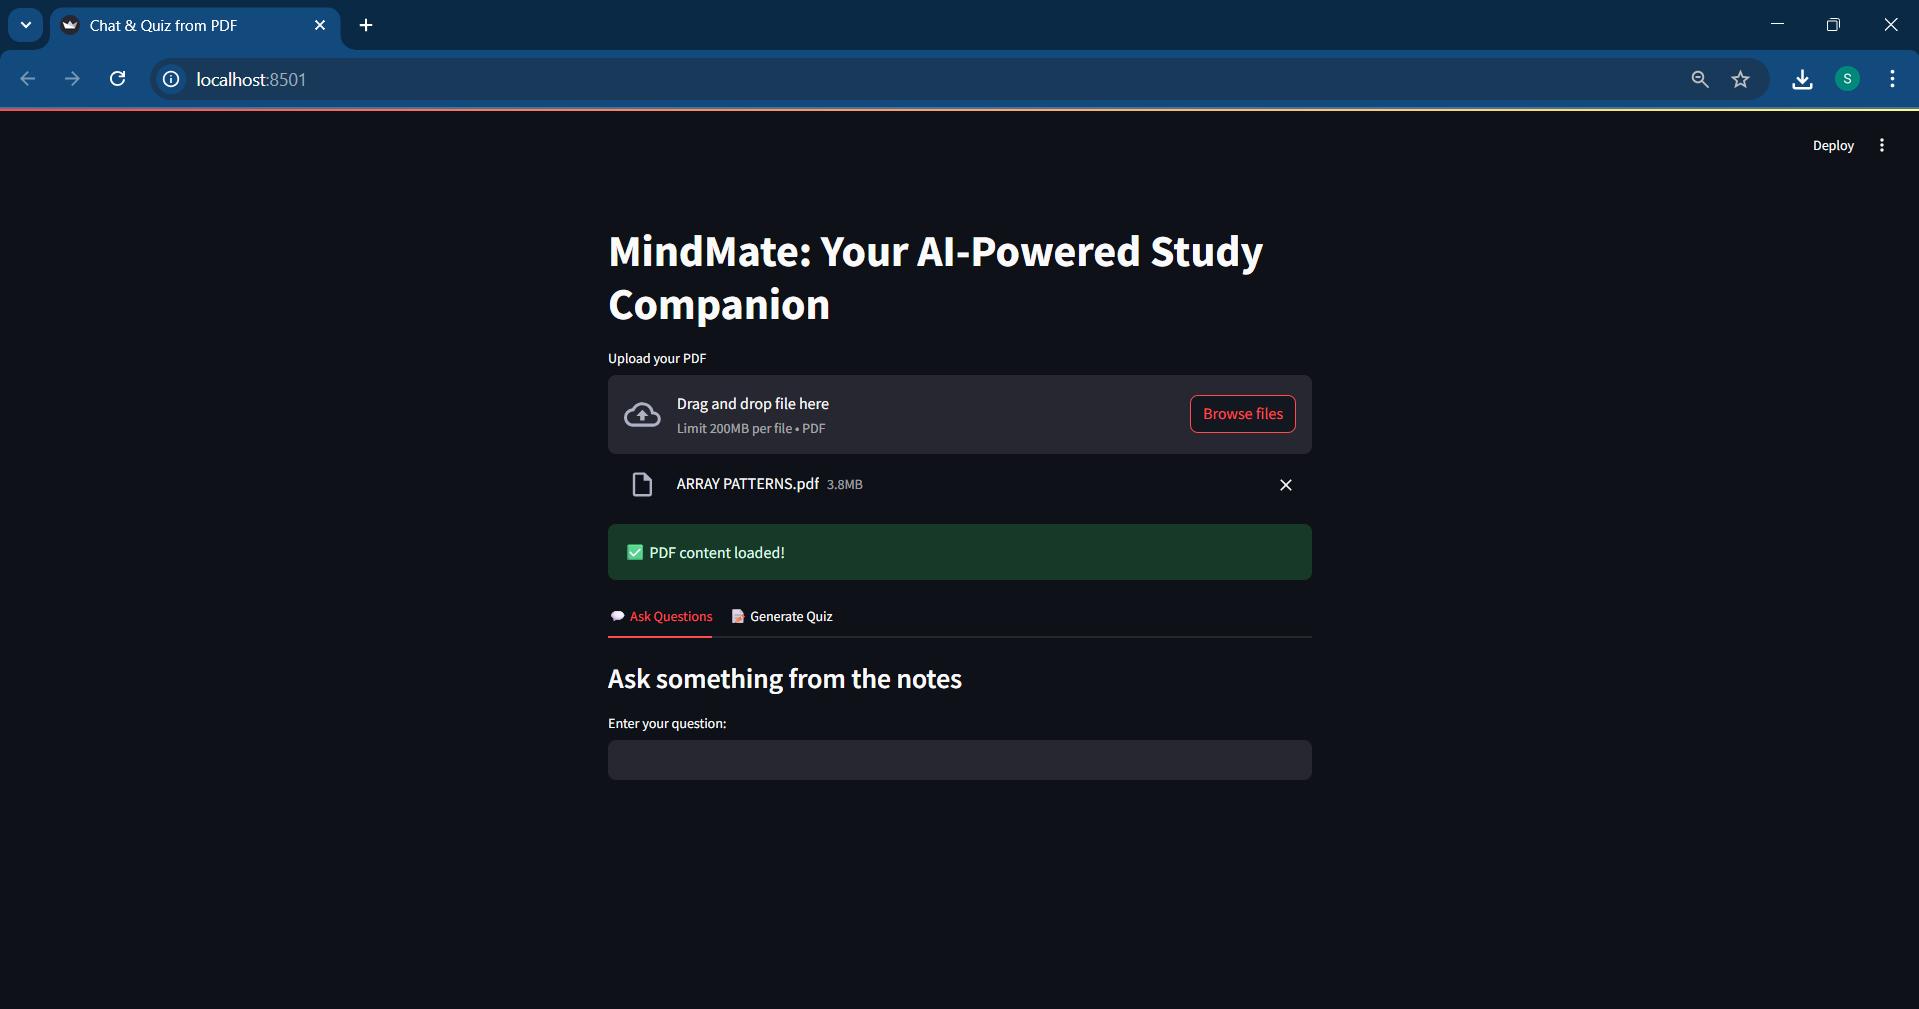 Chat & Quiz from PDF
localhost:8501
S
Deploy
MindMate: Your AI-Powered Study
Companion
Upload your PDF
Drag and drop file here
Limit 200MB per file • PDF
Browse files
ARRAY PATTERNS.pdf 3.8MB
✅ PDF content loaded!
💬 Ask Questions
📝 Generate Quiz
Ask something from the notes
Enter your question: